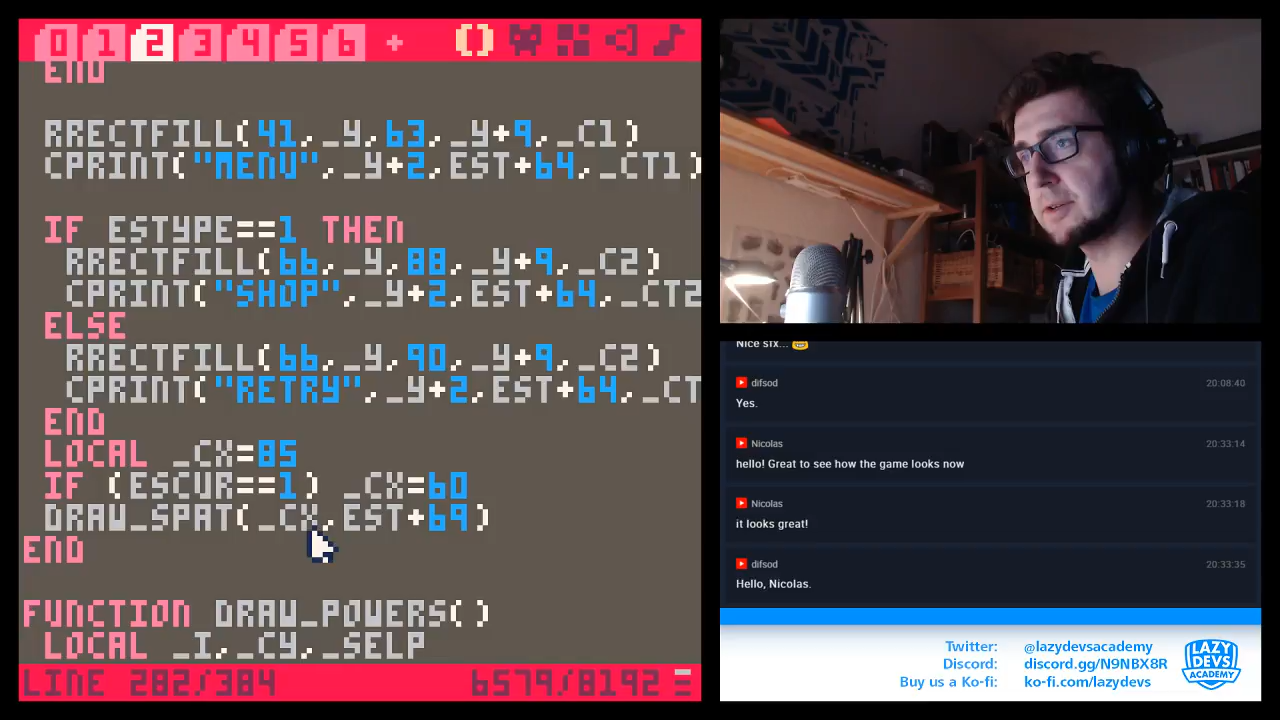 0 1 2 3 4 5 6 +
END
RRECTFILL(41,_Y,63,_Y+9,_C1)
CPRINT("MENU",_Y+2,EST+64,_CT1)
IF ESTYPE==1 THEN
RRECTFILL(66,_Y,88,_Y+9,_C2)
CPRINT("SHOP",_Y+2,EST+64,_CT2
ELSE
RRECTFILL(66,_Y,90,_Y+9,_C2)
CPRINT("RETRY",_Y+2,EST+64,_CT
END
LOCAL _CX=85
IF (ESCUR==1) _CX=60
DRAW_SPAT(_CX,EST+69)
END
FUNCTION DRAW_POWERS()
LOCAL _I,_CY,_SELP
LINE 282/384 6579/8192
Nice sfx...
difsod 20:08:40
Yes.
Nicolas 20:33:14
hello! Great to see how the game looks now
Nicolas 20:33:18
it looks great!
difsod 20:33:35
Hello, Nicolas.
Twitter: @lazydevsacademy
Discord: discord.gg/N9NBX8R
Buy us a Ko-fi: ko-fi.com/lazydevs
LAZY
DEVS
ACADEMY